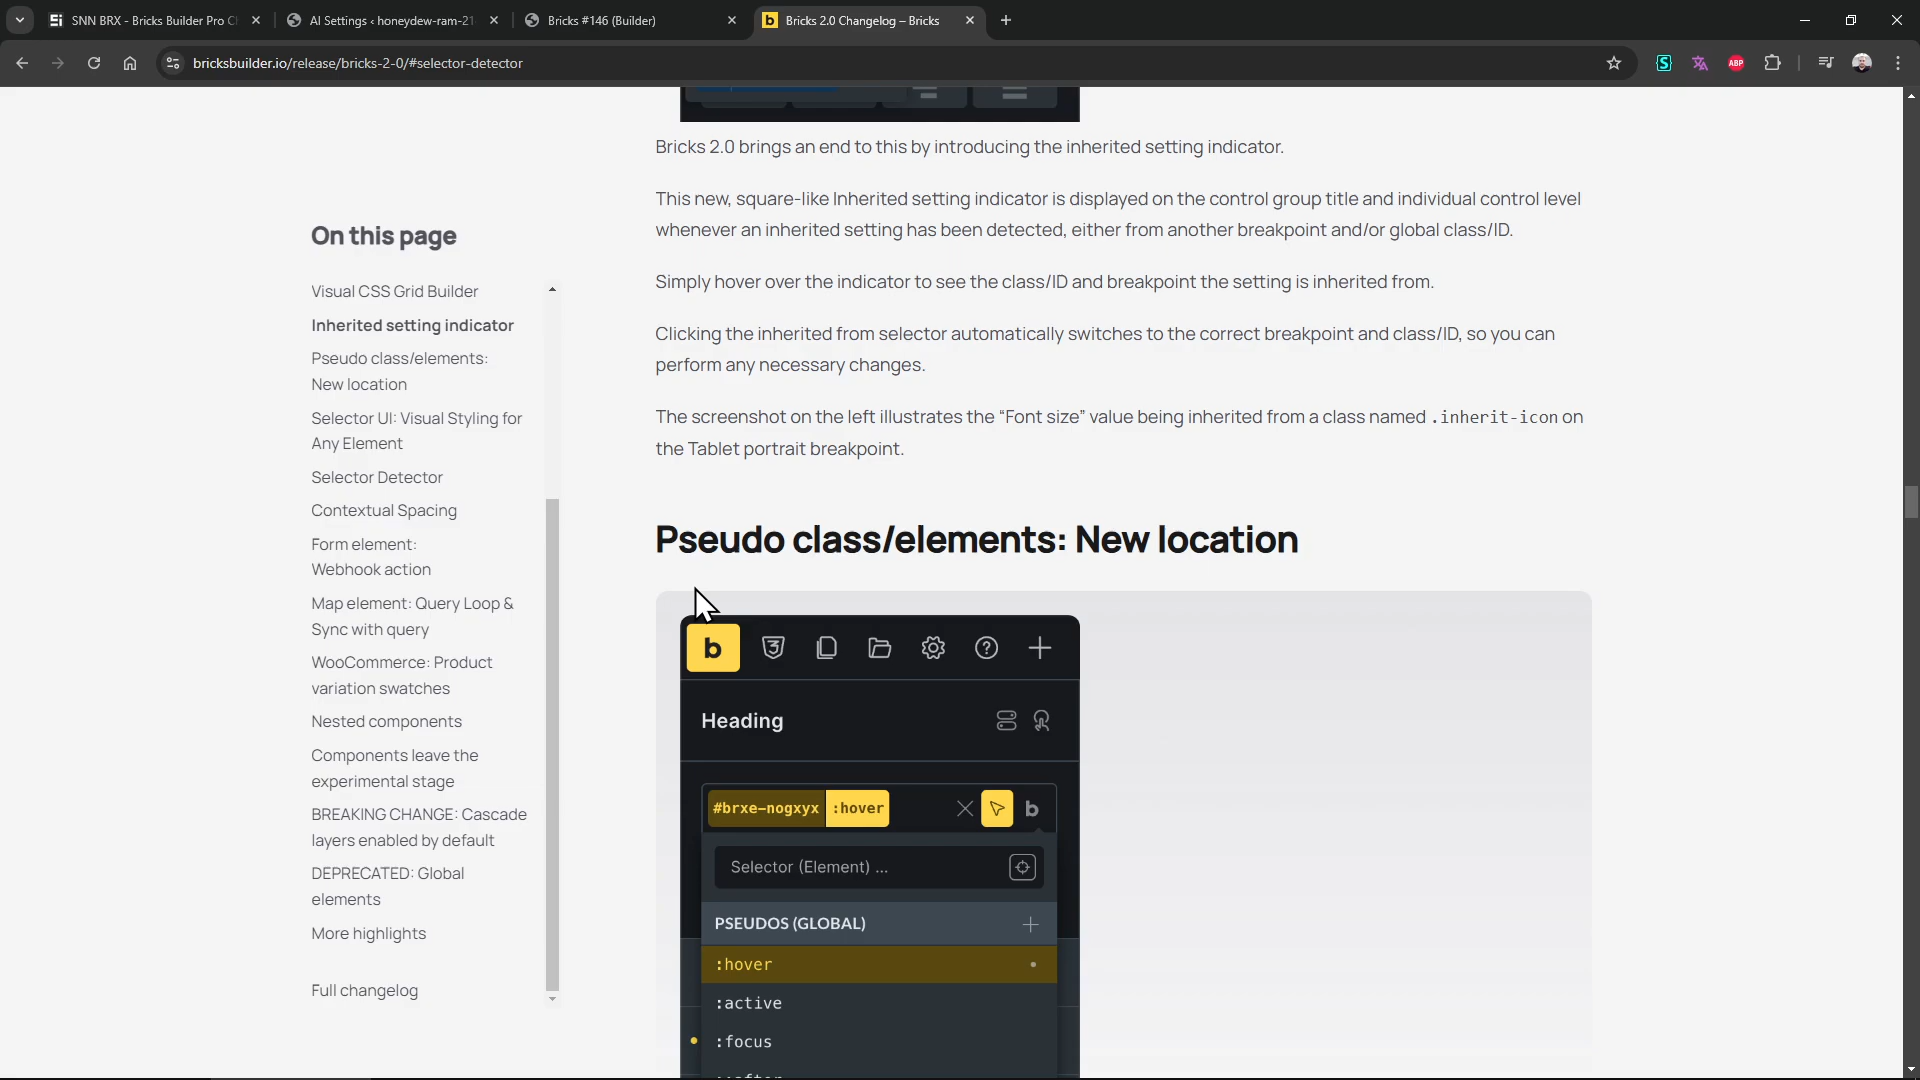 SNN BRX - Bricks Builder Pro Ch
AI Settings ‹ honeydew-ram-21
Bricks #146 (Builder)
Bricks 2.0 Changelog – Bricks
bricksbuilder.io/release/bricks-2-0/#selector-detector
ABP
On this page
Visual CSS Grid Builder
Inherited setting indicator
Pseudo class/elements:
New location
Selector UI: Visual Styling for
Any Element
Selector Detector
Contextual Spacing
Form element:
Webhook action
Map element: Query Loop &
Sync with query
WooCommerce: Product
variation swatches
Nested components
Components leave the
experimental stage
BREAKING CHANGE: Cascade
layers enabled by default
DEPRECATED: Global
elements
More highlights
Full changelog
Bricks 2.0 brings an end to this by introducing the inherited setting indicator.
This new, square-like Inherited setting indicator is displayed on the control group title and individual control level
whenever an inherited setting has been detected, either from another breakpoint and/or global class/ID.
Simply hover over the indicator to see the class/ID and breakpoint the setting is inherited from.
Clicking the inherited from selector automatically switches to the correct breakpoint and class/ID, so you can
perform any necessary changes.
The screenshot on the left illustrates the “Font size” value being inherited from a class named .inherit-icon on
the Tablet portrait breakpoint.
Pseudo class/elements: New location
b
Heading
#brxe-nogxyx :hover b
Selector (Element) ...
PSEUDOS (GLOBAL)
:hover
:active
:focus